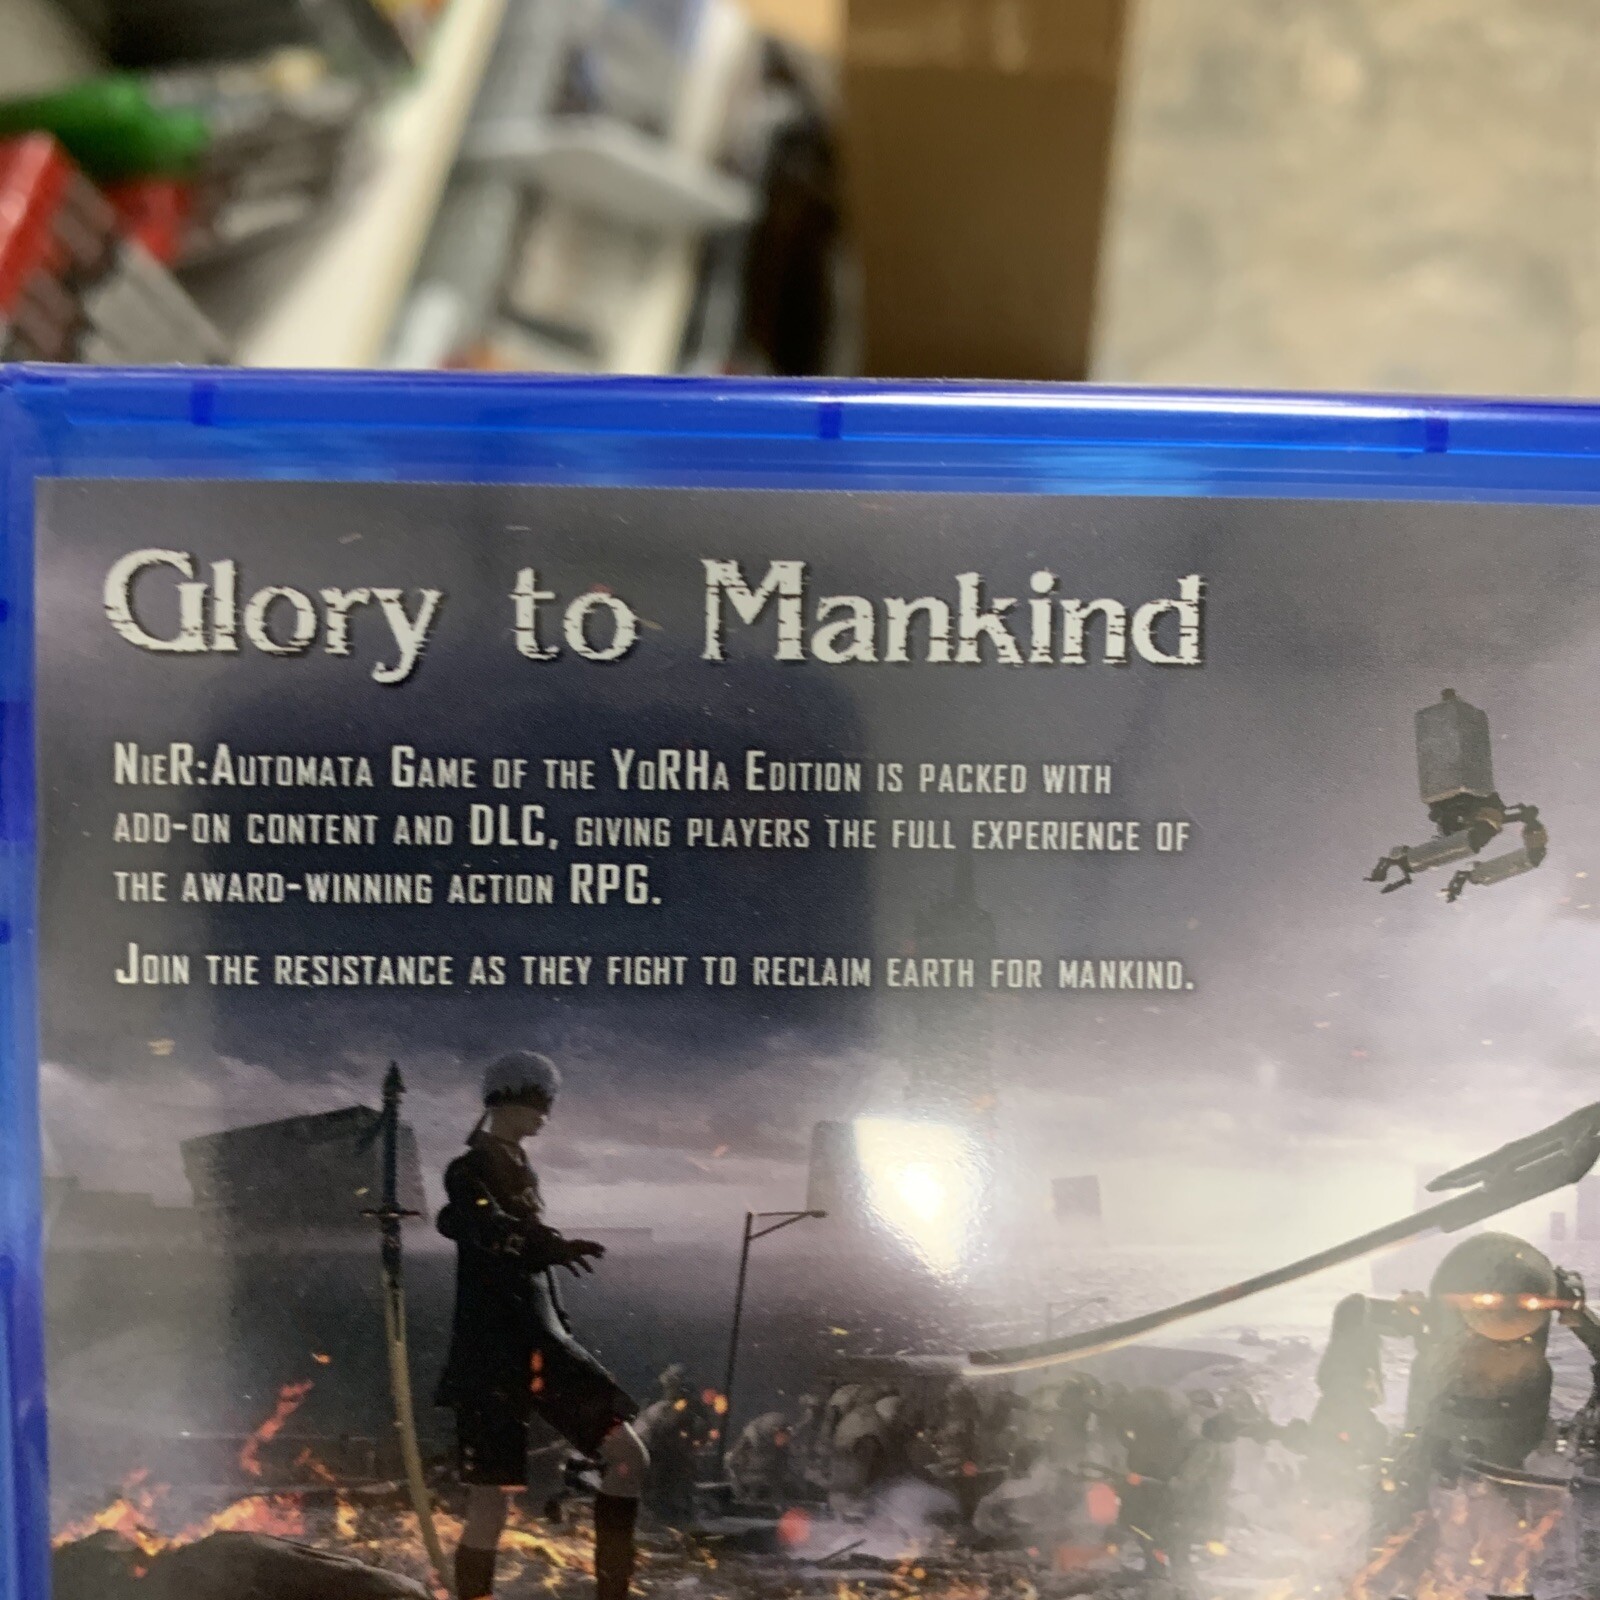 Glory to Mankind
NieR:Automata Game of the YoRHa Edition is packed with
add-on content and DLC, giving players the full experience of
the award-winning action RPG.
Join the resistance as they fight to reclaim Earth for mankind.